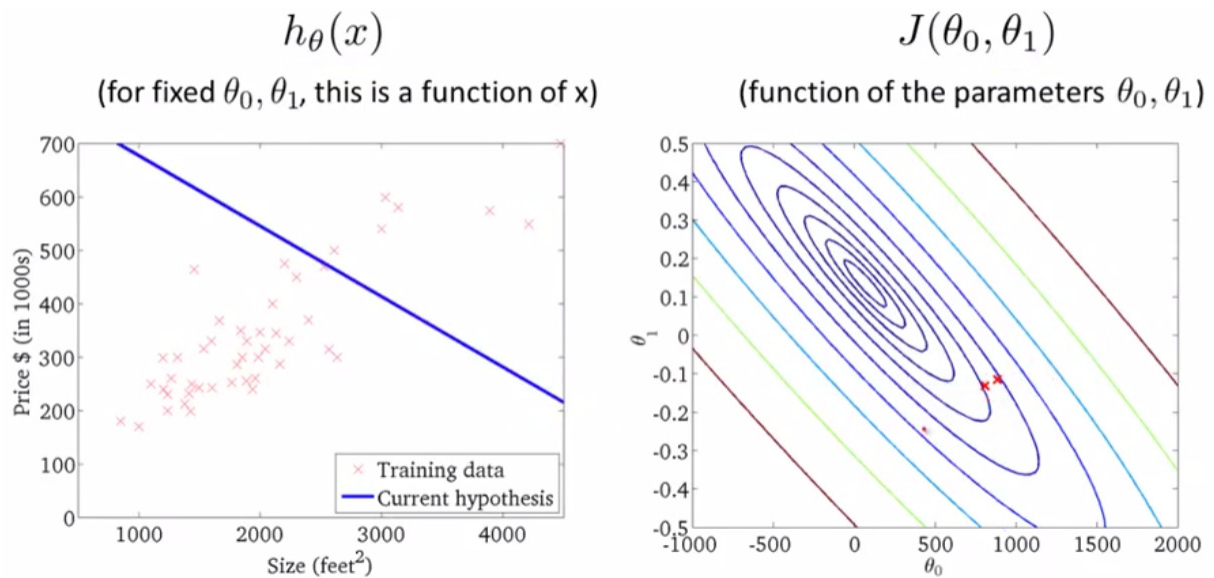 hθ(x)
(for fixed θ0, θ1, this is a function of x)
700
600
500
400
300
200
100
0
Price $ (in 1000s)
1000 2000 3000 4000
Size (feet²)
Training data
Current hypothesis
J(θ0, θ1)
(function of the parameters θ0, θ1)
0.5
0.4
0.3
0.2
0.1
0
-0.1
-0.2
-0.3
-0.4
-0.5
θ1
-1000 -500 0 500 1000 1500 2000
θ0